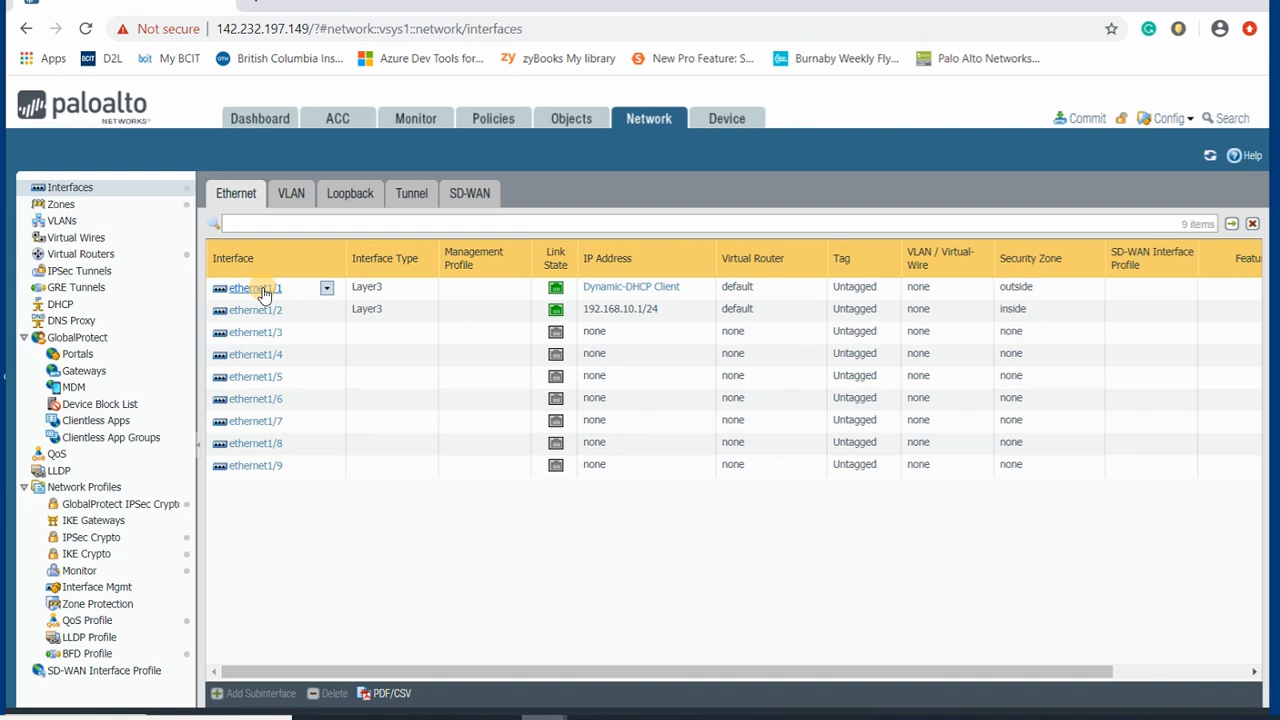 Not secure 142.232.197.149/?#network::vsys1::network/interfaces
Apps D2L My BCIT British Columbia Ins... Azure Dev Tools for... zyBooks My library New Pro Feature: S... Burnaby Weekly Fly... Palo Alto Networks...
paloalto NETWORKS
Dashboard ACC Monitor Policies Objects Network Device Commit Config Search
Help
Interfaces
Zones
VLANs
Virtual Wires
Virtual Routers
IPSec Tunnels
GRE Tunnels
DHCP
DNS Proxy
GlobalProtect
Portals
Gateways
MDM
Device Block List
Clientless Apps
Clientless App Groups
QoS
LLDP
Network Profiles
GlobalProtect IPSec Crypto
IKE Gateways
IPSec Crypto
IKE Crypto
Monitor
Interface Mgmt
Zone Protection
QoS Profile
LLDP Profile
BFD Profile
SD-WAN Interface Profile
Ethernet VLAN Loopback Tunnel SD-WAN
9 items
Interface Interface Type Management Profile Link State IP Address Virtual Router Tag VLAN / Virtual-Wire Security Zone SD-WAN Interface Profile Featu
ethernet1/1 Layer3 Dynamic-DHCP Client default Untagged none outside
ethernet1/2 Layer3 192.168.10.1/24 default Untagged none inside
ethernet1/3 none none Untagged none none
ethernet1/4 none none Untagged none none
ethernet1/5 none none Untagged none none
ethernet1/6 none none Untagged none none
ethernet1/7 none none Untagged none none
ethernet1/8 none none Untagged none none
ethernet1/9 none none Untagged none none
Add Subinterface Delete PDF/CSV